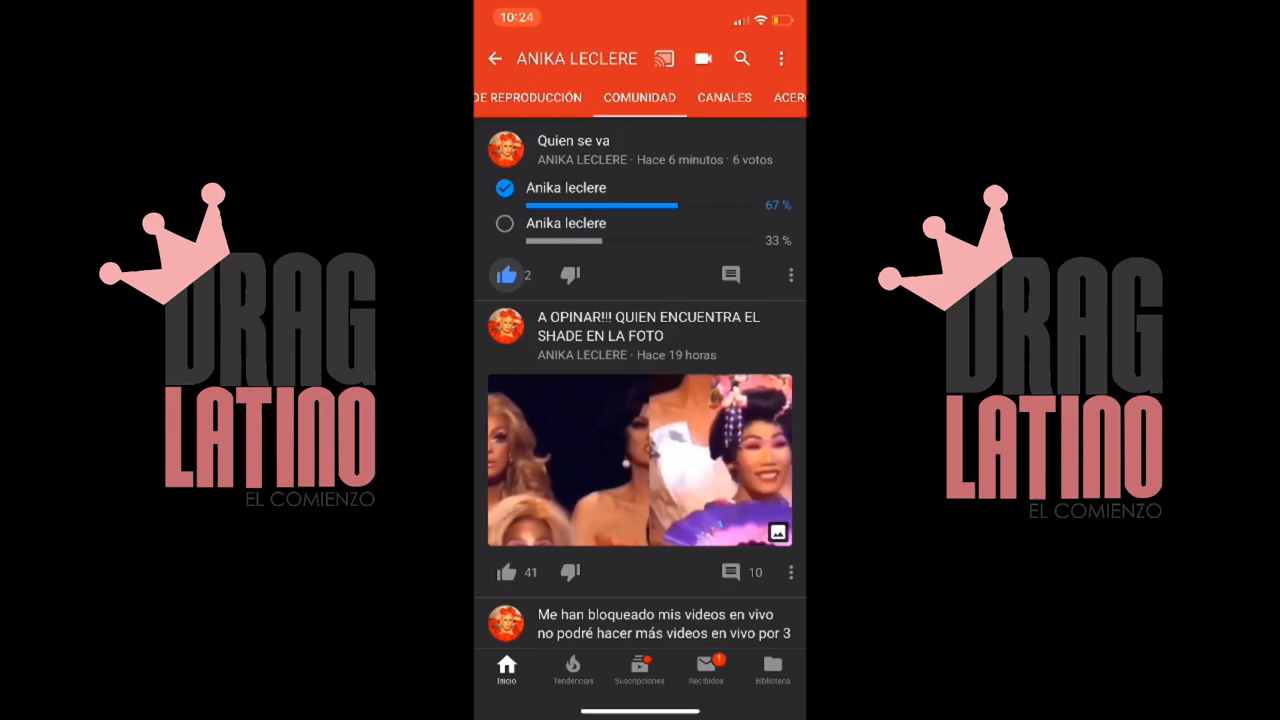 10:24
ANIKA LECLERE
DE REPRODUCCIÓN COMUNIDAD CANALES ACER
Quien se va
ANIKA LECLERE · Hace 6 minutos · 6 votos
Anika leclere
67 %
Anika leclere
33 %
2
A OPINAR!!! QUIEN ENCUENTRA EL
SHADE EN LA FOTO
ANIKA LECLERE · Hace 19 horas
41 10
Me han bloqueado mis videos en vivo
no podré hacer más videos en vivo por 3
1
Inicio Tendencias Suscripciones Recibidos Biblioteca
DRAG
LATINO
EL COMIENZO
DRAG
LATINO
EL COMIENZO